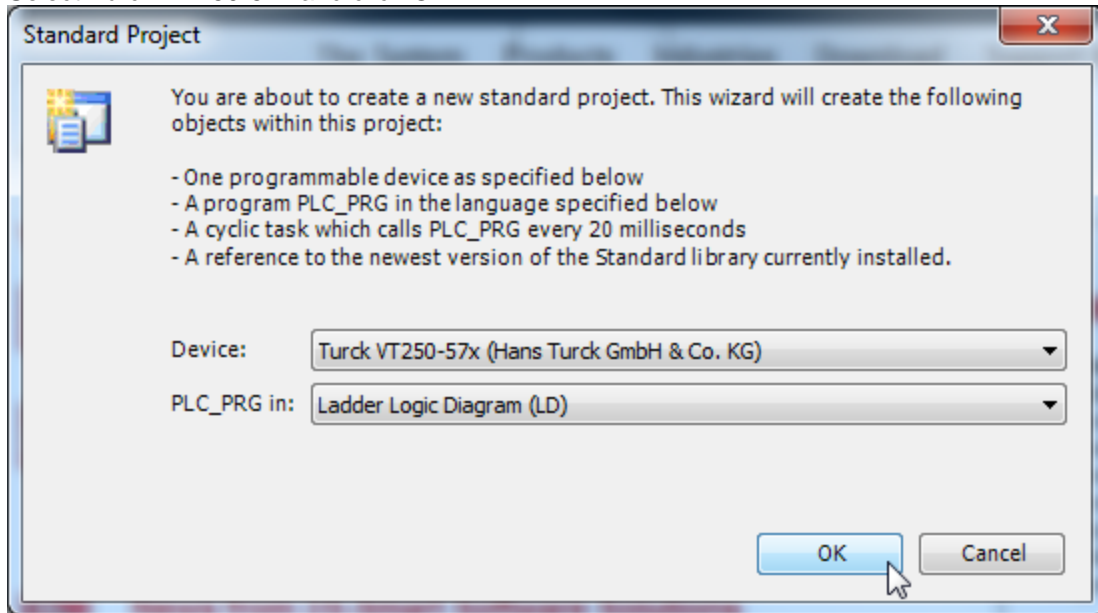 Standard Project
You are about to create a new standard project. This wizard will create the following
objects within this project:
- One programmable device as specified below
- A program PLC_PRG in the language specified below
- A cyclic task which calls PLC_PRG every 20 milliseconds
- A reference to the newest version of the Standard library currently installed.
Device: Turck VT250-57x (Hans Turck GmbH & Co. KG)
PLC_PRG in: Ladder Logic Diagram (LD)
OK Cancel